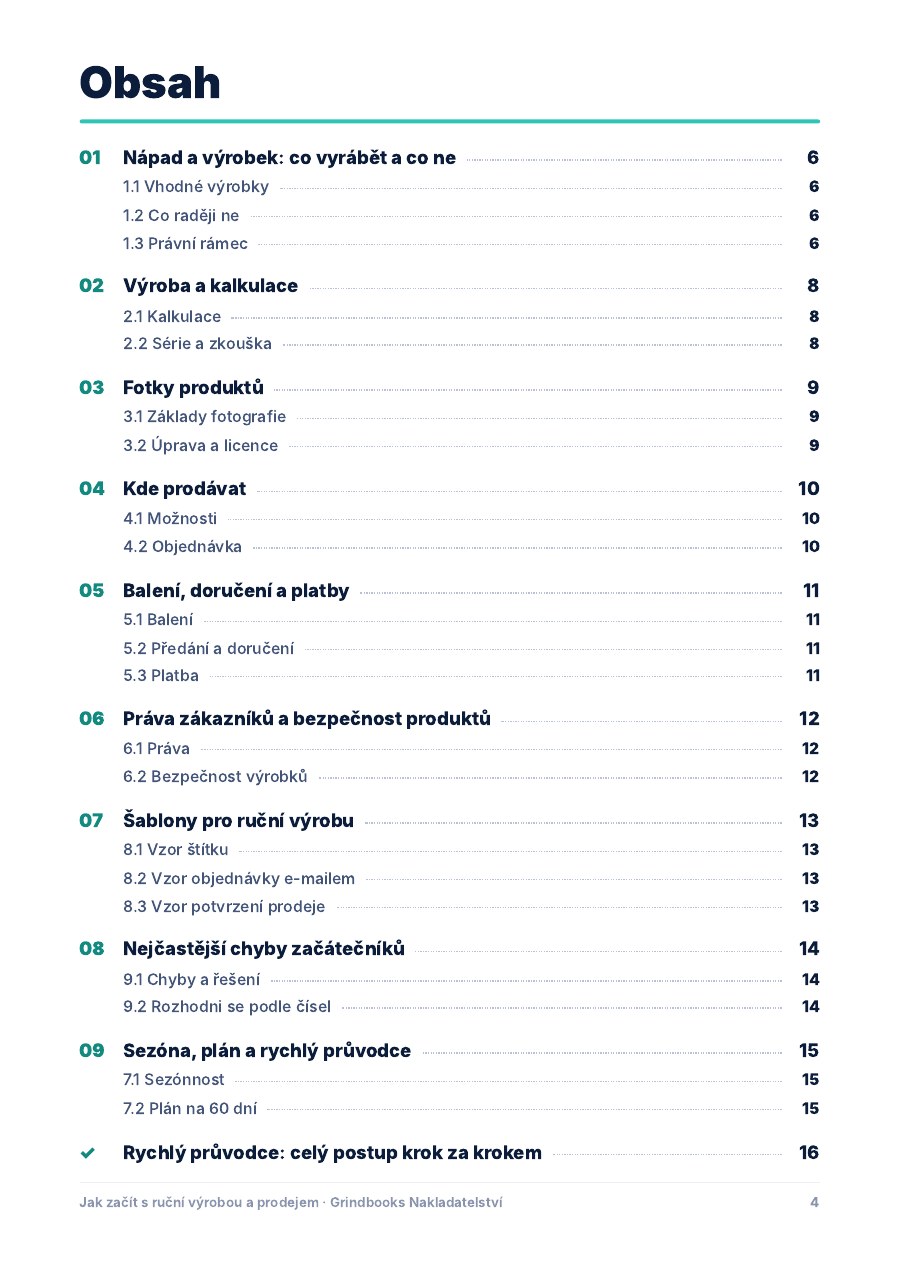 Obsah
01 Nápad a výrobek: co vyrábět a co ne 6
1.1 Vhodné výrobky 6
1.2 Co raději ne 6
1.3 Právní rámec 6
02 Výroba a kalkulace 8
2.1 Kalkulace 8
2.2 Série a zkouška 8
03 Fotky produktů 9
3.1 Základy fotografie 9
3.2 Úprava a licence 9
04 Kde prodávat 10
4.1 Možnosti 10
4.2 Objednávka 10
05 Balení, doručení a platby 11
5.1 Balení 11
5.2 Předání a doručení 11
5.3 Platba 11
06 Práva zákazníků a bezpečnost produktů 12
6.1 Práva 12
6.2 Bezpečnost výrobků 12
07 Šablony pro ruční výrobu 13
8.1 Vzor štítku 13
8.2 Vzor objednávky e-mailem 13
8.3 Vzor potvrzení prodeje 13
08 Nejčastější chyby začátečníků 14
9.1 Chyby a řešení 14
9.2 Rozhodni se podle čísel 14
09 Sezóna, plán a rychlý průvodce 15
7.1 Sezónnost 15
7.2 Plán na 60 dní 15
✓ Rychlý průvodce: celý postup krok za krokem 16
Jak začít s ruční výrobou a prodejem · Grindbooks Nakladatelství 4